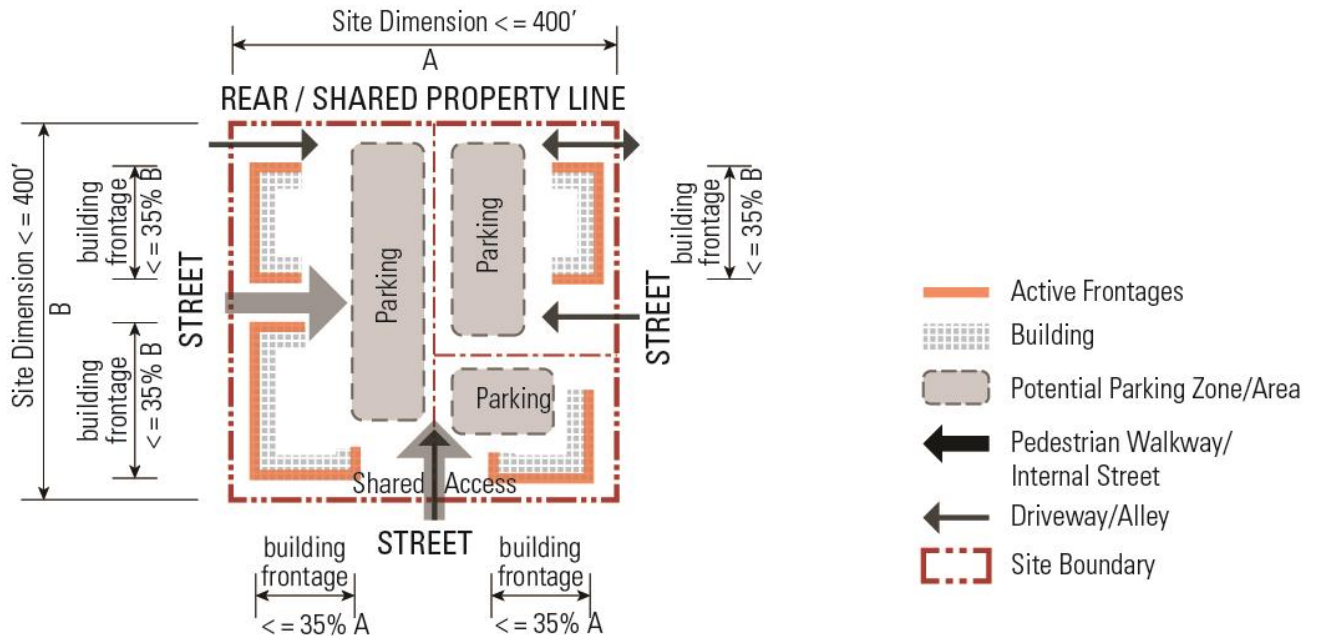 Site Dimension < = 400’
A
REAR / SHARED PROPERTY LINE
Site Dimension < = 400’
B
building
frontage
< = 35% B
building
frontage
< = 35% B
STREET
Parking
Parking
Parking
building
frontage
< = 35% B
STREET
Shared Access
STREET
building
frontage
< = 35% A
building
frontage
< = 35% A
Active Frontages
Building
Potential Parking Zone/Area
Pedestrian Walkway/
Internal Street
Driveway/Alley
Site Boundary